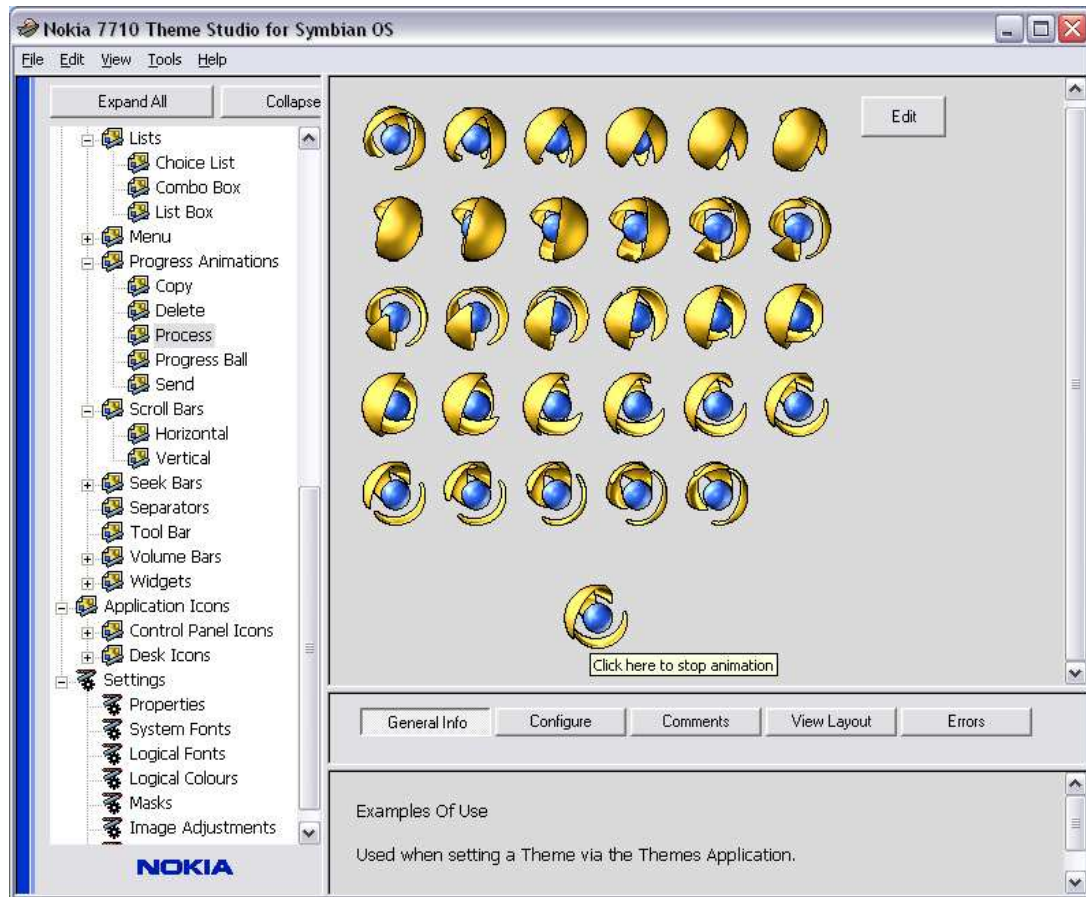 Nokia 7710 Theme Studio for Symbian OS
File Edit View Tools Help
Expand All Collapse
Lists
Choice List
Combo Box
List Box
Menu
Progress Animations
Copy
Delete
Process
Progress Ball
Send
Scroll Bars
Horizontal
Vertical
Seek Bars
Separators
Tool Bar
Volume Bars
Widgets
Application Icons
Control Panel Icons
Desk Icons
Settings
Properties
System Fonts
Logical Fonts
Logical Colours
Masks
Image Adjustments
NOKIA
Edit
Click here to stop animation
General Info Configure Comments View Layout Errors
Examples Of Use
Used when setting a Theme via the Themes Application.